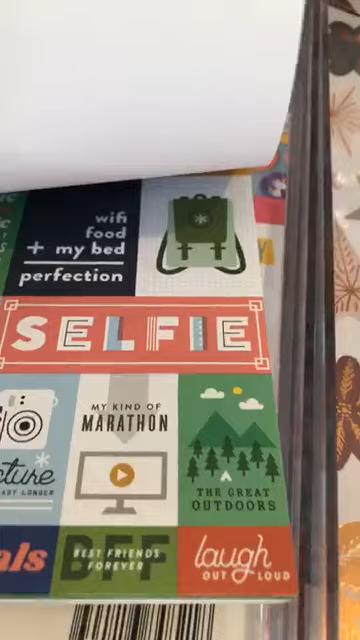 wifi
food
+ my bed
perfection
SELFIE
MY KIND OF
MARATHON
THE GREAT
OUTDOORS
BEST FRIENDS
FOREVER
BFF
laugh
OUT LOUD